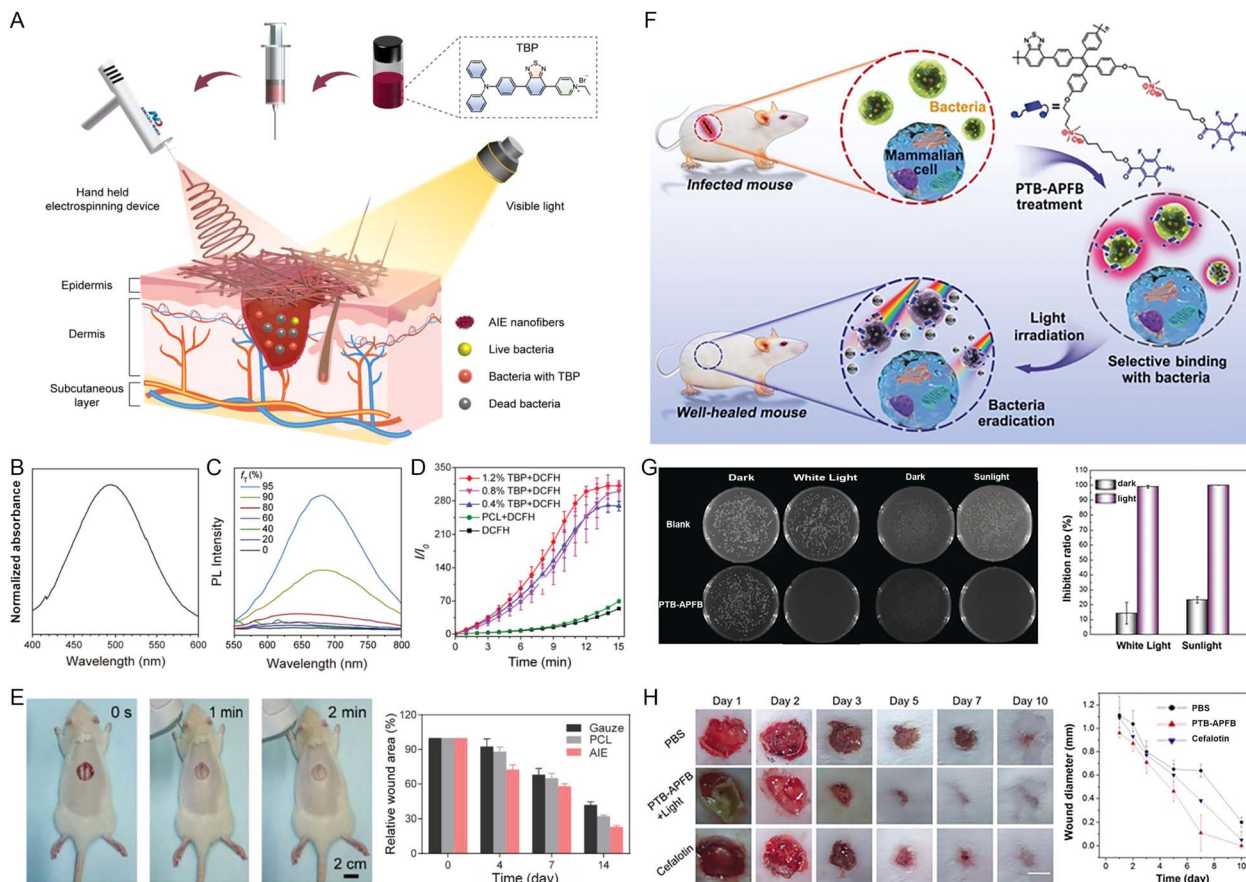 A
TBP
Hand held
electrospinning device
Visible light
Epidermis
Dermis
Subcutaneous
layer
AIE nanofibers
Live bacteria
Bacteria with TBP
Dead bacteria
B
Normalized absorbance
400 450 500 550 600
Wavelength (nm)
C
PL Intensity
fT (%)
95
90
80
60
40
20
0
550 600 650 700 750 800
Wavelength (nm)
D
I/I0
350
280
210
140
70
0
1.2% TBP+DCFH
0.8% TBP+DCFH
0.4% TBP+DCFH
PCL+DCFH
DCFH
0 3 6 9 12 15
Time (min)
E
0 s
1 min
2 min
2 cm
Relative wound area (%)
120
90
60
30
0
Gauze
PCL
AIE
0 4 7 14
Time (day)
F
Infected mouse
Bacteria
Mammalian
cell
PTB-APFB
treatment
Selective binding
with bacteria
Light
irradiation
Bacteria
eradication
Well-healed mouse
G
Dark White Light Dark Sunlight
Blank
PTB-APFB
Ihibition ratio (%)
100
90
80
70
60
50
40
30
20
10
0
dark
light
White Light Sunlight
H
Day 1 Day 2 Day 3 Day 5 Day 7 Day 10
PBS
PTB-APFB
+Light
Cefalotin
Wound diameter (mm)
1.2
1.0
0.8
0.6
0.4
0.2
0.0
PBS
PTB-APFB
Cefalotin
0 2 4 6 8 10
Time (day)